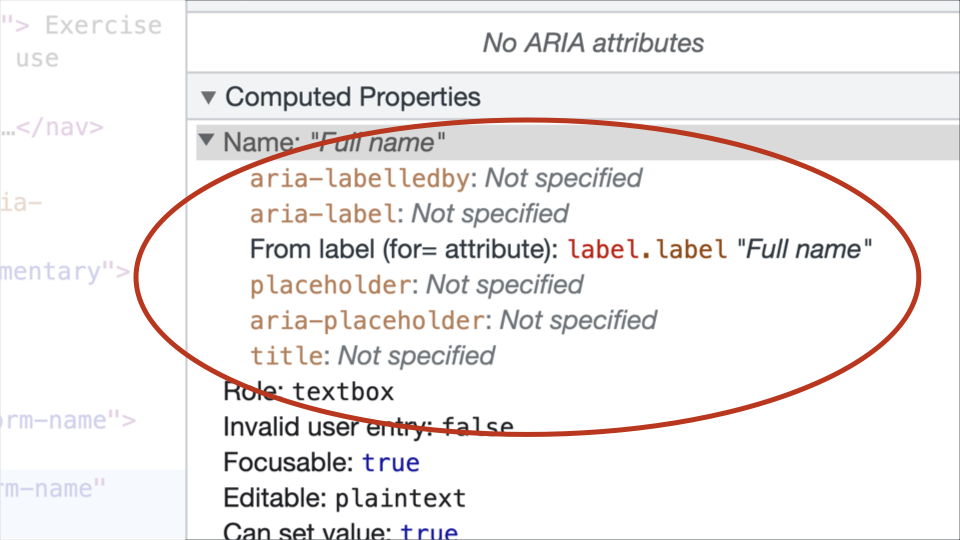 "> Exercise
use
…</nav>
ia-
mentary">
orm-name">
rm-name"
No ARIA attributes
▼ Computed Properties
▼ Name: "Full name"
aria-labelledby: Not specified
aria-label: Not specified
From label (for= attribute): label.label "Full name"
placeholder: Not specified
aria-placeholder: Not specified
title: Not specified
Role: textbox
Invalid user entry: false
Focusable: true
Editable: plaintext
Can set value: true